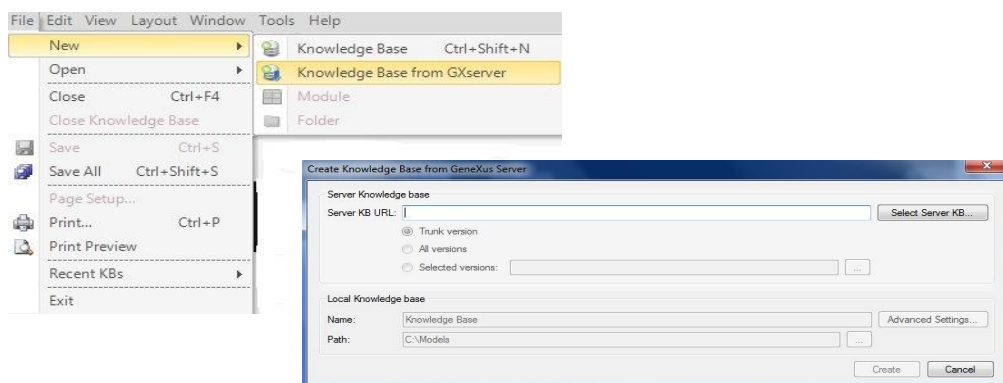 File Edit View Layout Window Tools Help
New
Open
Close Ctrl+F4
Close Knowledge Base
Save Ctrl+S
Save All Ctrl+Shift+S
Page Setup...
Print... Ctrl+P
Print Preview
Recent KBs
Exit
Knowledge Base Ctrl+Shift+N
Knowledge Base from GXserver
Module
Folder
Create Knowledge Base from GeneXus Server
Server Knowledge base
Server KB URL: Select Server KB...
Trunk version
All versions
Selected versions: ...
Local Knowledge base
Name: Knowledge Base Advanced Settings...
Path: C:\Models ...
Create Cancel